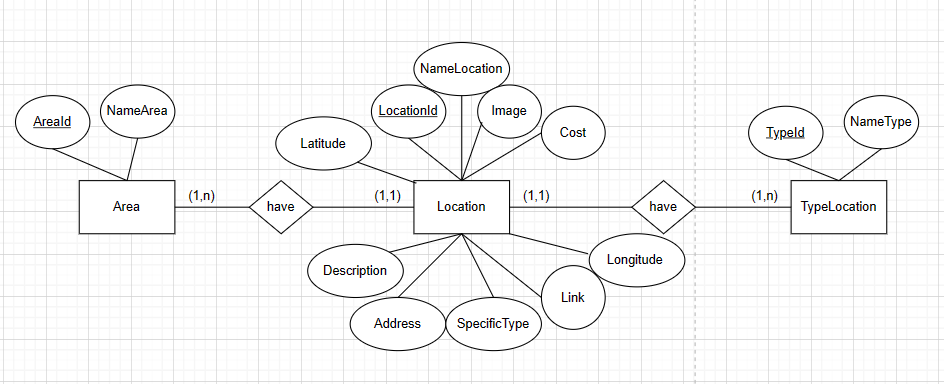 NameLocation
AreaId
NameArea
LocationId
Image
Cost
TypeId
NameType
Latitude
Area
(1,n)
have
(1,1)
Location
(1,1)
have
(1,n)
TypeLocation
Description
Longitude
Link
Address
SpecificType